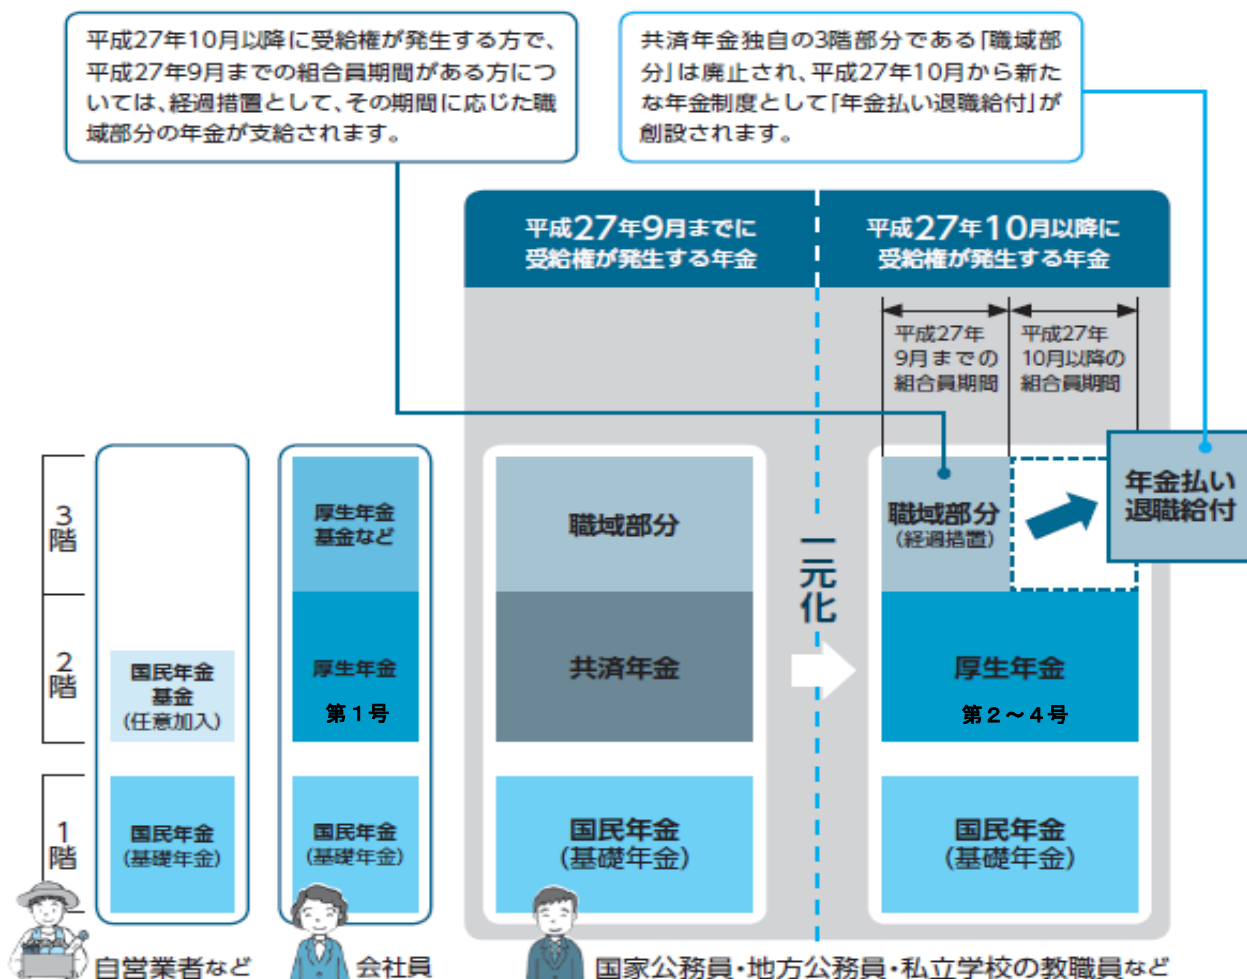 平成27年10月以降に受給権が発生する方で、
平成27年9月までの組合員期間がある方につ
いては、経過措置として、その期間に応じた職
域部分の年金が支給されます。
共済年金独自の3階部分である「職域部
分」は廃止され、平成27年10月から新た
な年金制度として「年金払い退職給付」が
創設されます。
平成27年9月までに
受給権が発生する年金
平成27年10月以降に
受給権が発生する年金
平成27年
9月までの
組合員期間
平成27年
10月以降の
組合員期間
3階
厚生年金
基金など
職域部分
職域部分
(経過措置)
年金払い
退職給付
一元化
2階
国民年金
基金
(任意加入)
厚生年金
第1号
共済年金
厚生年金
第2～4号
1階
国民年金
(基礎年金)
国民年金
(基礎年金)
国民年金
(基礎年金)
国民年金
(基礎年金)
自営業者など
会社員
国家公務員・地方公務員・私立学校の教職員など